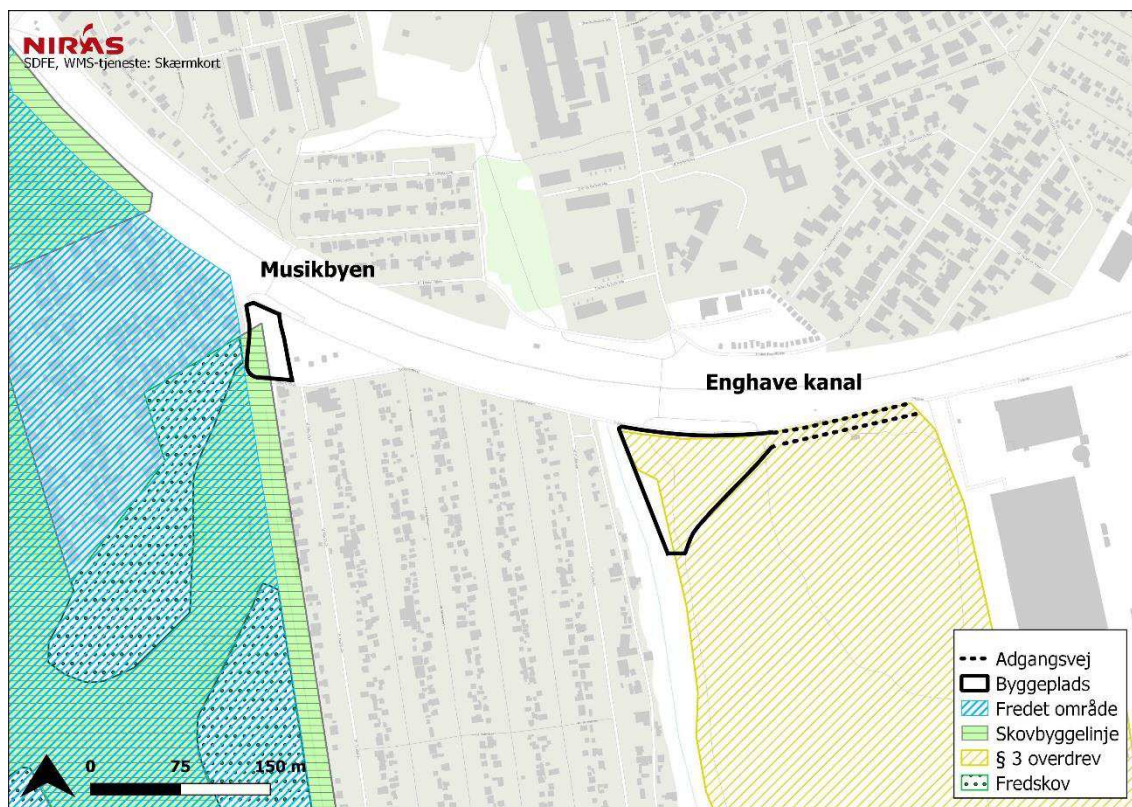 NIRAS
SDFE, WMS-tjeneste: Skærmkort
Musikbyen
Enghave kanal
Adgangsvej
Byggeplads
Fredet område
Skovbyggelinje
§ 3 overdrev
Fredskov
0 75 150 m